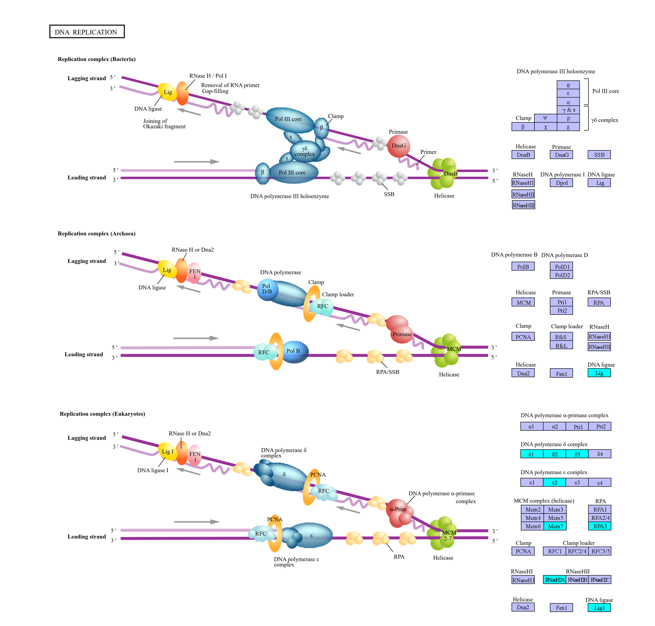 DNA REPLICATION
Replication complex (Bacteria)
Lagging strand
5'
3'
Lig
RNase H / Pol I
Removal of RNA primer
Gap-filling
DNA ligase
Joining of
Okazaki fragment
Pol III core
Clamp
β
τ
γδ
complex
τ
Primase
DnaG
Primer
5'
3'
Leading strand
β
Pol III core
DnaB
3'
5'
SSB
Helicase
DNA polymerase III holoenzyme
DNA polymerase III holoenzyme
θ
ε
α
Pol III core
γ & τ
Clamp
Ψ
δ
γδ complex
β
χ
Helicase
DnaB
Primase
DnaG
SSB
RNaseH
RNaseHI
RNaseHII
RNaseHIII
DNA polymerase I
DpoI
DNA ligase
Lig
Replication complex (Archaea)
Lagging strand
5'
3'
RNase H or Dna2
Lig
FEN
1
DNA ligase
DNA polymerase
Pol
D/B
Clamp
Clamp loader
RFC
Primase
5'
3'
Leading strand
RFC
Pol B
MCM
3'
5'
RPA/SSB
Helicase
DNA polymerase B
PolB
DNA polymerase D
PolD1
PolD2
Helicase
MCM
Primase
Pri1
Pri2
RPA/SSB
RPA
Clamp
PCNA
Clamp loader
RfcS
RfcL
RNaseH
RNaseHI
RNaseHII
Helicase
Dna2
Fen1
DNA ligase
Lig
Replication complex (Eukaryotes)
Lagging strand
5'
3'
RNase H or Dna2
Lig I
FEN
1
DNA ligase I
DNA polymerase δ
complex
δ
PCNA
RFC
DNA polymerase α-primase
complex
α-Prim
5'
3'
Leading strand
RFC
PCNA
ε
DNA polymerase ε
complex
RPA
MCM
2-7
3'
5'
Helicase
DNA polymerase α-primase complex
α1 α2 Pri1 Pri2
DNA polymerase δ complex
δ1 δ2 δ3 δ4
DNA polymerase ε complex
ε1 ε2 ε3 ε4
MCM complex (helicase)
Mcm2 Mcm3
Mcm4 Mcm5
Mcm6 Mcm7
RPA
RPA1
RPA2/4
RPA3
Clamp
PCNA
Clamp loader
RFC1 RFC2/4 RFC3/5
RNaseHI
RNaseHI
RNaseHII
RNaseH2A RNaseH2B RNaseH2C
Helicase
Dna2
Fen1
DNA ligase
Lig1